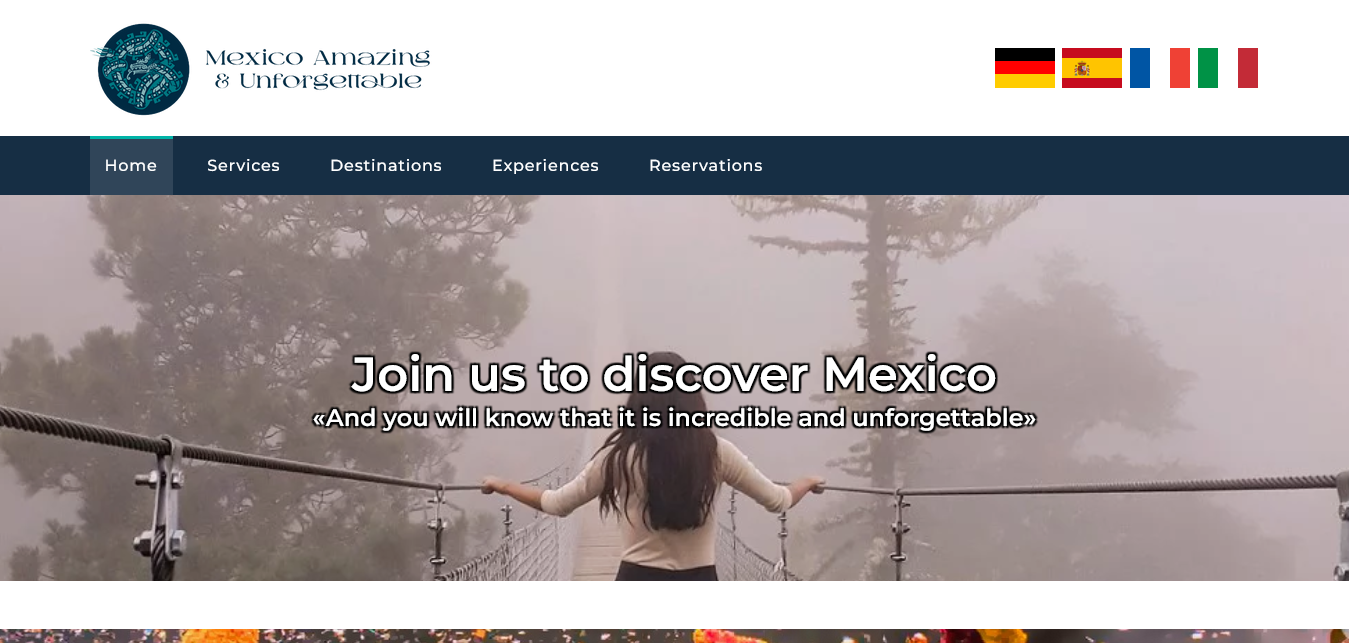 Mexico Amazing
& Unforgettable
Home
Services
Destinations
Experiences
Reservations
Join us to discover Mexico
«And you will know that it is incredible and unforgettable»